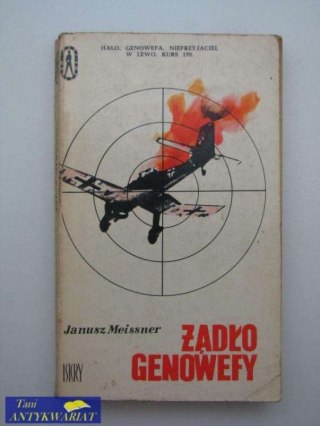 HALO, GENOWEFA, NIEPRZYJACIEL
W LEWO, KURS 170.
Janusz Meissner
ŻĄDŁO
GENOWEFY
ISKRY
Tani
ANTYKWARIAT